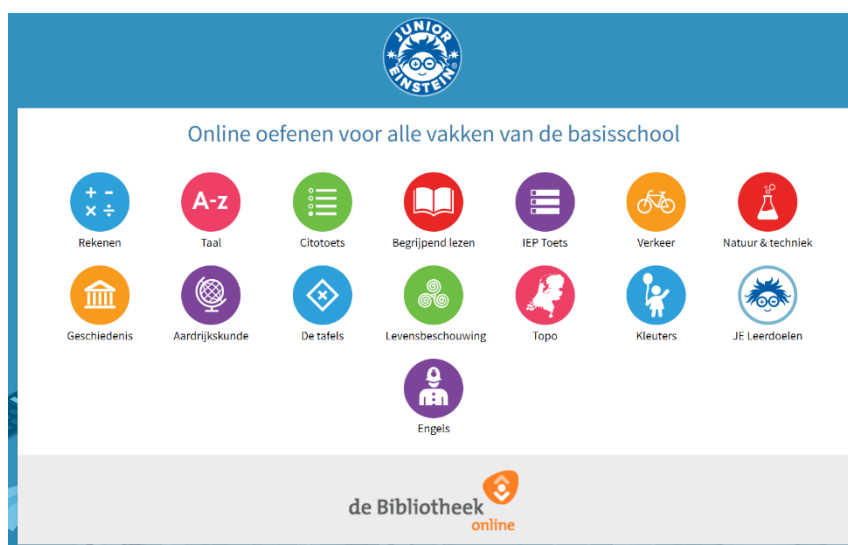 JUNIOR
EINSTEIN
Online oefenen voor alle vakken van de basisschool
+ -
× ÷
A-z
Rekenen Taal Citotoets Begrijpend lezen IEP Toets Verkeer Natuur & techniek
Geschiedenis Aardrijkskunde De tafels Levensbeschouwing Topo Kleuters JE Leerdoelen
Engels
de Bibliotheek
online